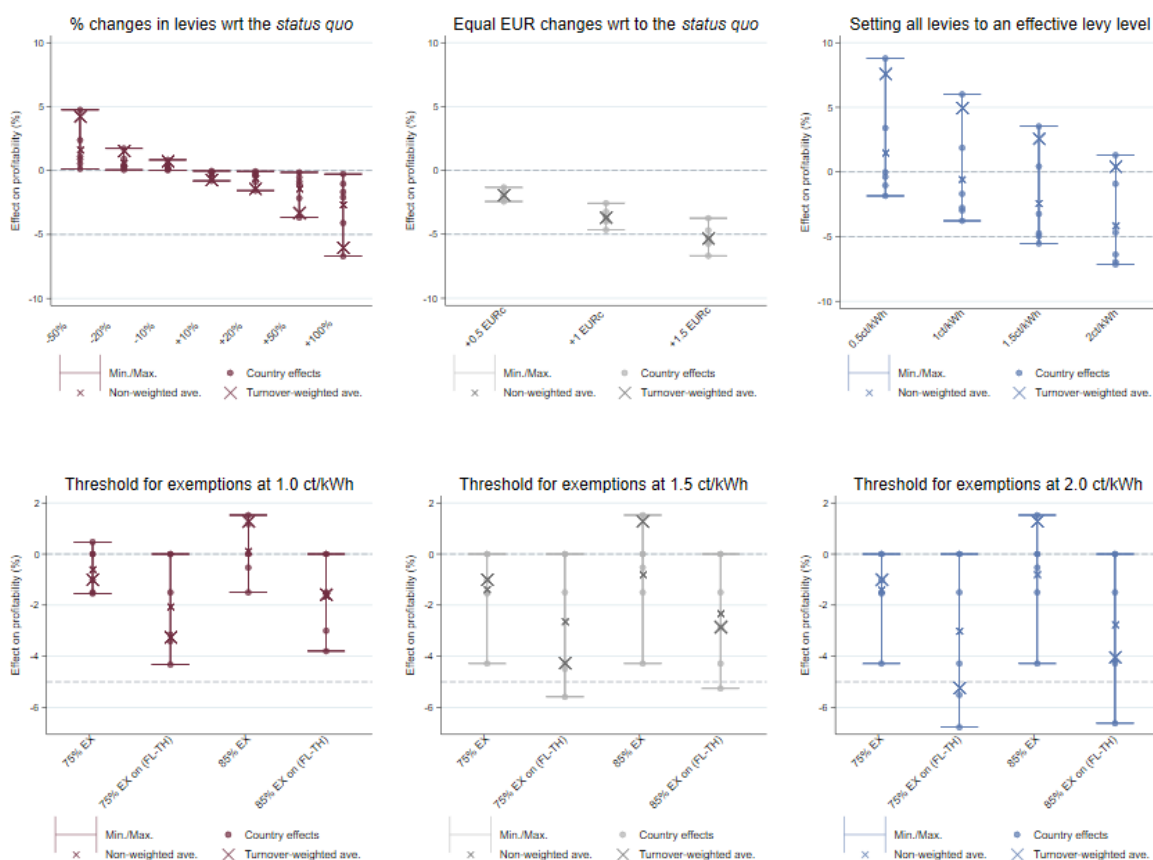 % changes in levies wrt the status quo
Effect on profitability (%)
10
5
0
-5
-10
-50%
-20%
-10%
+10%
+20%
+50%
+100%
Min./Max.
Country effects
Non-weighted ave.
Turnover-weighted ave.
Equal EUR changes wrt to the status quo
Effect on profitability (%)
10
5
0
-5
-10
+0.5 EURc
+1 EURc
+1.5 EURc
Min./Max.
Country effects
Non-weighted ave.
Turnover-weighted ave.
Setting all levies to an effective levy level
Effect on profitability (%)
10
5
0
-5
-10
0.5ct/kWh
1ct/kWh
1.5ct/kWh
2ct/kWh
Min./Max.
Country effects
Non-weighted ave.
Turnover-weighted ave.
Threshold for exemptions at 1.0 ct/kWh
Effect on profitability (%)
2
0
-2
-4
-6
75% EX
75% EX on (FL-TH)
85% EX
85% EX on (FL-TH)
Min./Max.
Country effects
Non-weighted ave.
Turnover-weighted ave.
Threshold for exemptions at 1.5 ct/kWh
Effect on profitability (%)
2
0
-2
-4
-6
75% EX
75% EX on (FL-TH)
85% EX
85% EX on (FL-TH)
Min./Max.
Country effects
Non-weighted ave.
Turnover-weighted ave.
Threshold for exemptions at 2.0 ct/kWh
Effect on profitability (%)
2
0
-2
-4
-6
75% EX
75% EX on (FL-TH)
85% EX
85% EX on (FL-TH)
Min./Max.
Country effects
Non-weighted ave.
Turnover-weighted ave.